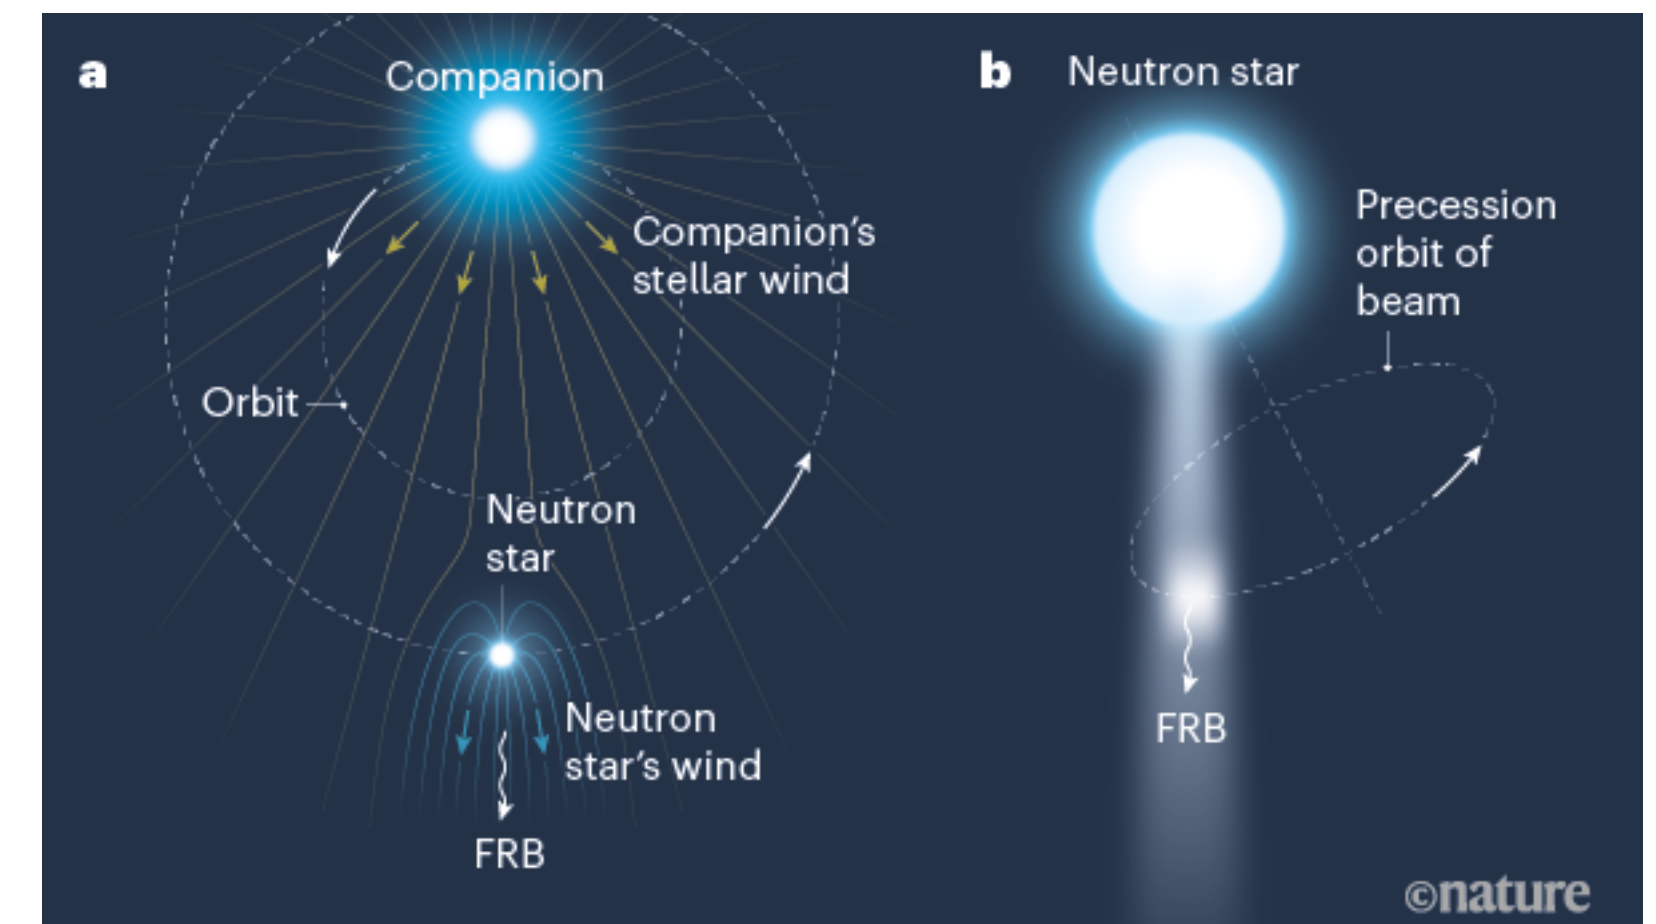 a
Companion
Companion's
stellar wind
Orbit
Neutron
star
Neutron
star's wind
FRB
b
Neutron star
Precession
orbit of
beam
FRB
©nature